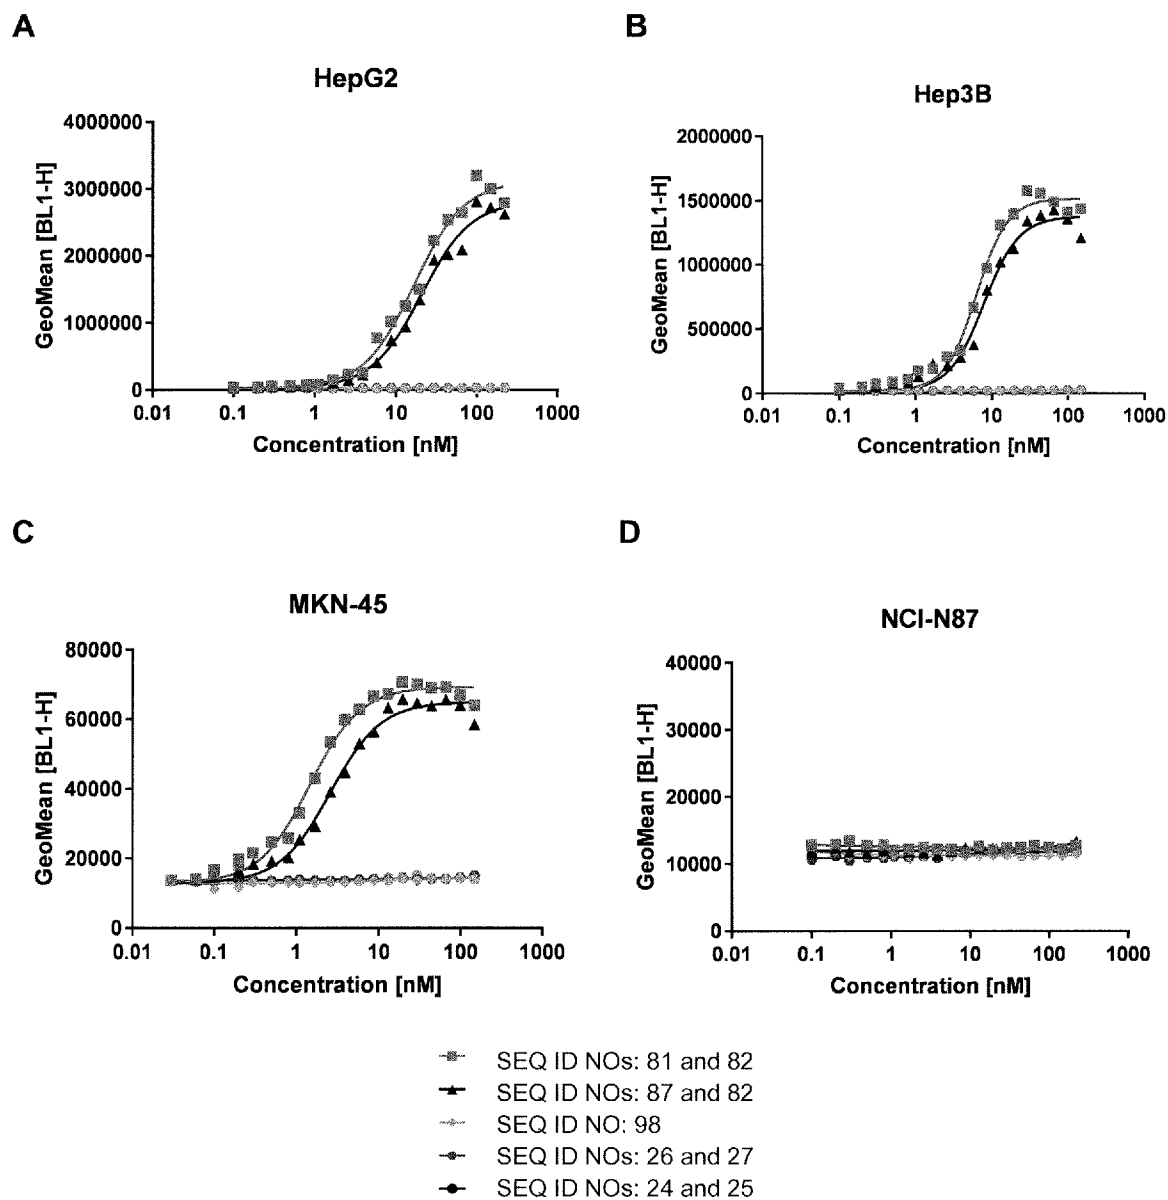 A
HepG2
GeoMean [BL1-H]
4000000
3000000
2000000
1000000
0
0.01 0.1 1 10 100 1000
Concentration [nM]
B
Hep3B
GeoMean [BL1-H]
2000000
1500000
1000000
500000
0
0.01 0.1 1 10 100 1000
Concentration [nM]
C
MKN-45
GeoMean [BL1-H]
80000
60000
40000
20000
0
0.01 0.1 1 10 100 1000
Concentration [nM]
D
NCI-N87
GeoMean [BL1-H]
40000
30000
20000
10000
0
0.01 0.1 1 10 100 1000
Concentration [nM]
SEQ ID NOs: 81 and 82
SEQ ID NOs: 87 and 82
SEQ ID NO: 98
SEQ ID NOs: 26 and 27
SEQ ID NOs: 24 and 25